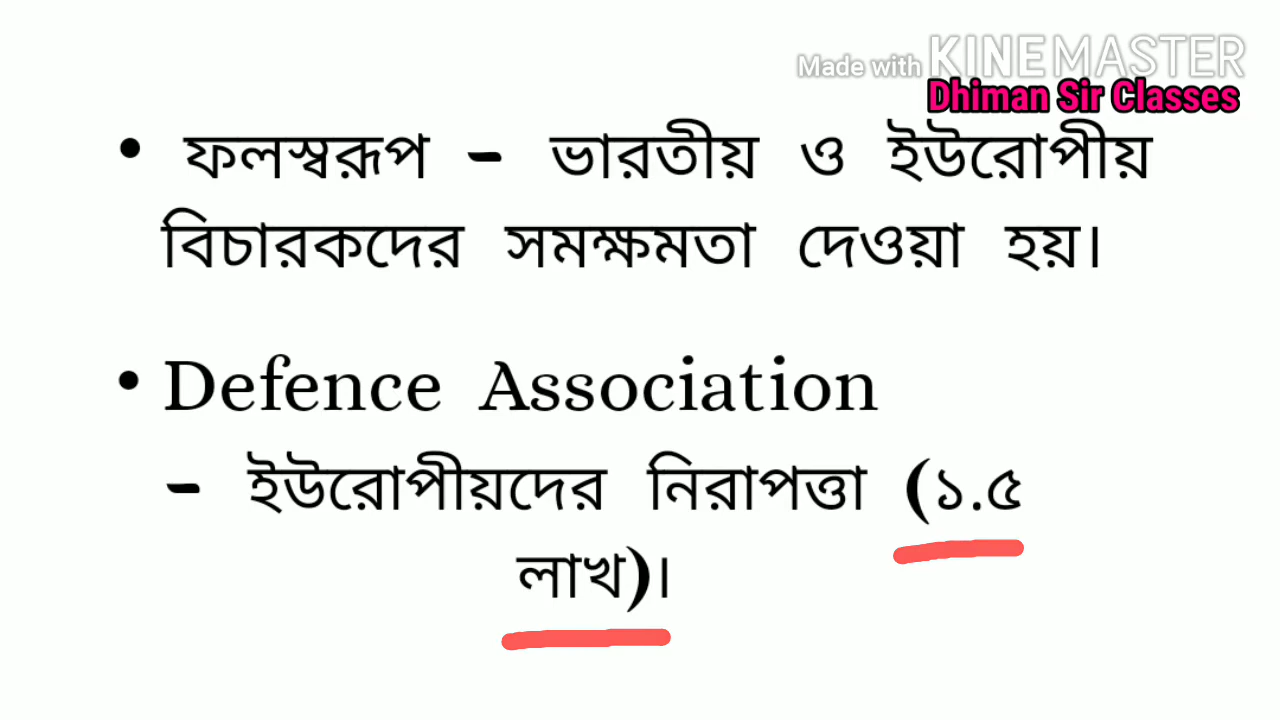 Made with KINEMASTER
Dhiman Sir Classes
• ফলস্বরূপ – ভারতীয় ও ইউরোপীয়
বিচারকদের সমক্ষমতা দেওয়া হয়।
• Defence Association
– ইউরোপীয়দের নিরাপত্তা (১.৫
লাখ)।